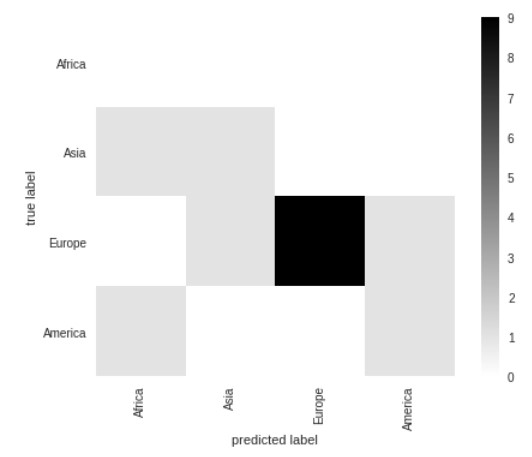 Africa
Asia
Europe
America
true label
Africa
Asia
Europe
America
predicted label
9
8
7
6
5
4
3
2
1
0